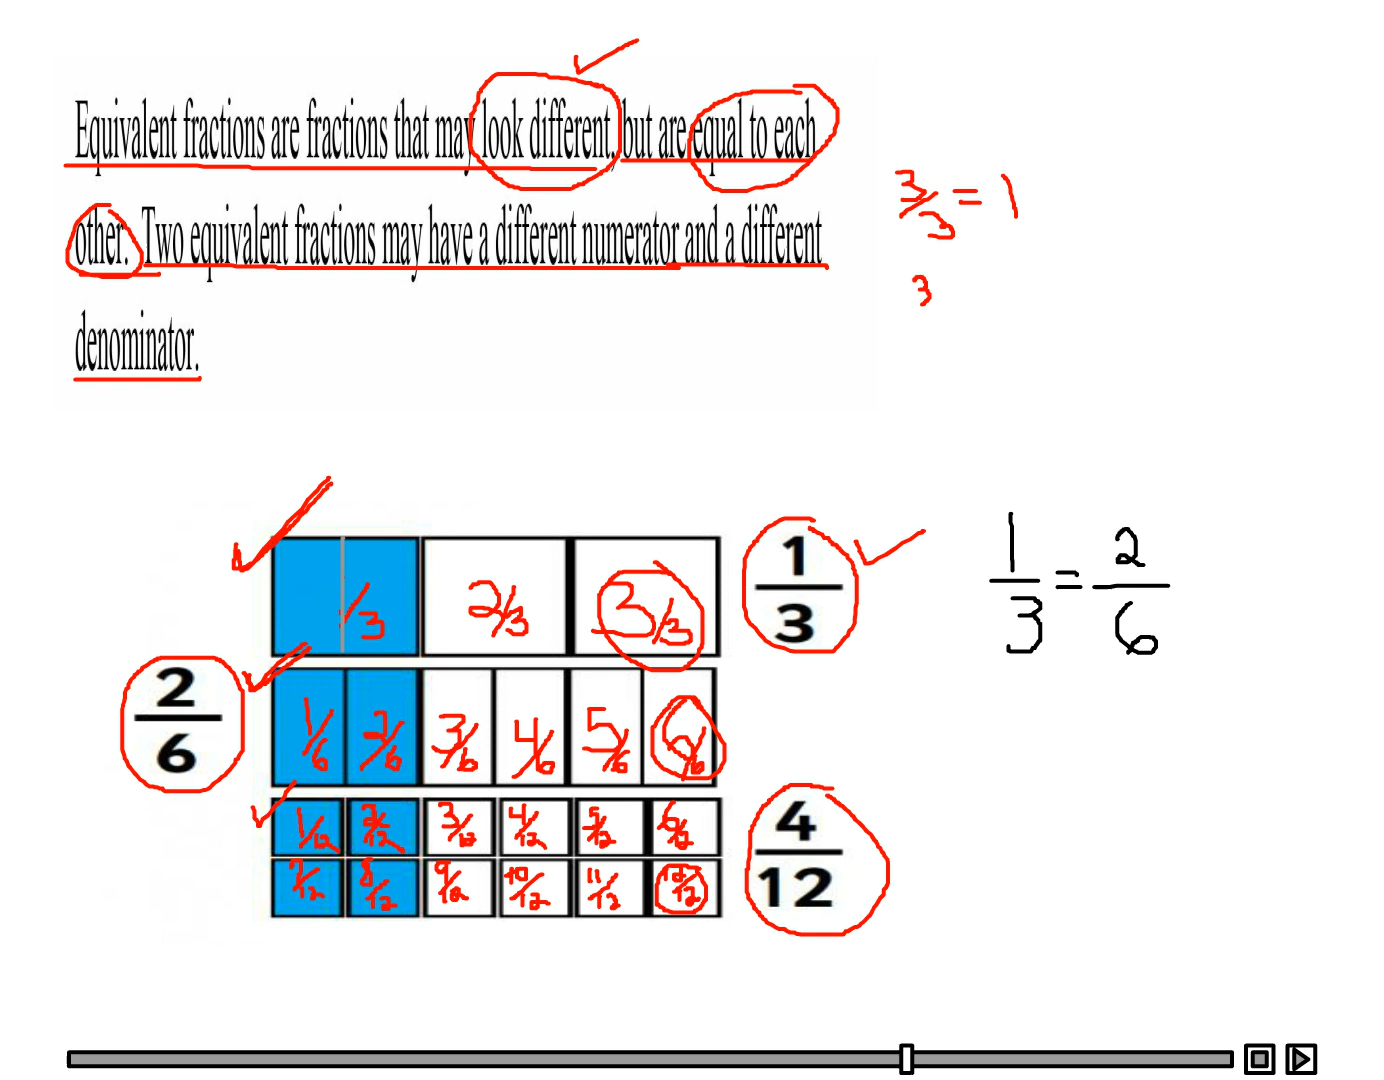 Equivalent fractions are fractions that may look different, but are equal to each
other. Two equivalent fractions may have a different numerator and a different
denominator.
3/3 = 1
3
1/3 2/3 3/3
1/3
1/3 = 2/6
2/6
1/6 2/6 3/6 4/6 5/6 6/6
1/12 2/12 3/12 4/12 5/12 6/12
7/12 8/12 9/12 10/12 11/12 12/12
4/12